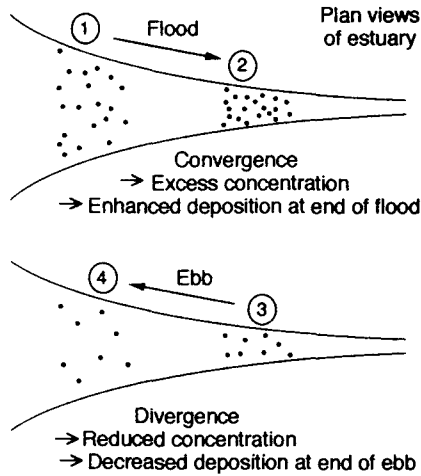 Plan views
of estuary
1
Flood
2
Convergence
→ Excess concentration
→ Enhanced deposition at end of flood
4
Ebb
3
Divergence
→ Reduced concentration
→ Decreased deposition at end of ebb